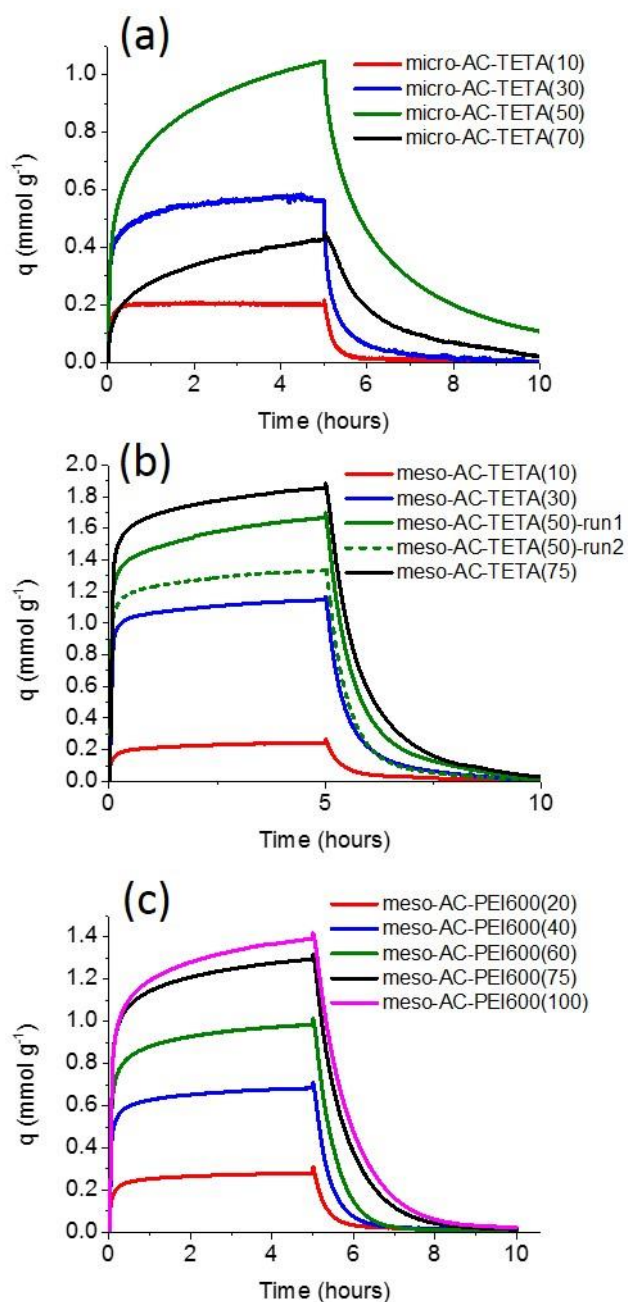 (a)
micro-AC-TETA(10)
micro-AC-TETA(30)
micro-AC-TETA(50)
micro-AC-TETA(70)
q (mmol g⁻¹)
1.0
0.8
0.6
0.4
0.2
0.0
0 2 4 6 8 10
Time (hours)
(b)
meso-AC-TETA(10)
meso-AC-TETA(30)
meso-AC-TETA(50)-run1
meso-AC-TETA(50)-run2
meso-AC-TETA(75)
q (mmol g⁻¹)
2.0
1.8
1.6
1.4
1.2
1.0
0.8
0.6
0.4
0.2
0.0
0 5 10
Time (hours)
(c)
meso-AC-PEI600(20)
meso-AC-PEI600(40)
meso-AC-PEI600(60)
meso-AC-PEI600(75)
meso-AC-PEI600(100)
q (mmol g⁻¹)
1.4
1.2
1.0
0.8
0.6
0.4
0.2
0.0
0 2 4 6 8 10
Time (hours)